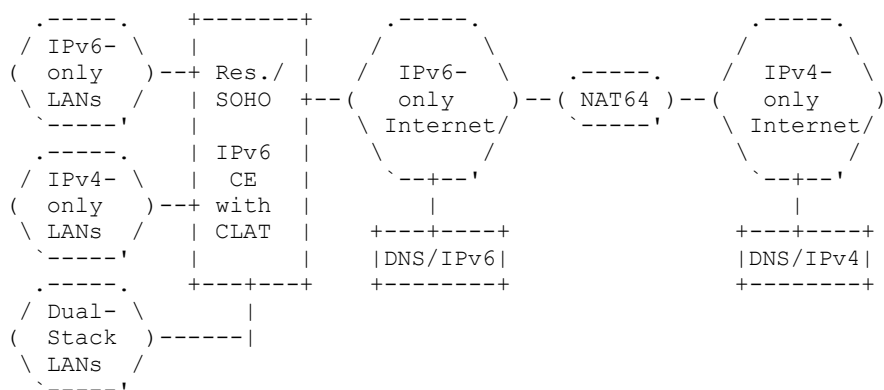 IPv6-
only
LANs
Res./
SOHO
IPv6
CE
with
CLAT
IPv6-
only
Internet
NAT64
IPv4-
only
Internet
IPv4-
only
LANs
DNS/IPv6
DNS/IPv4
Dual-
Stack
LANs